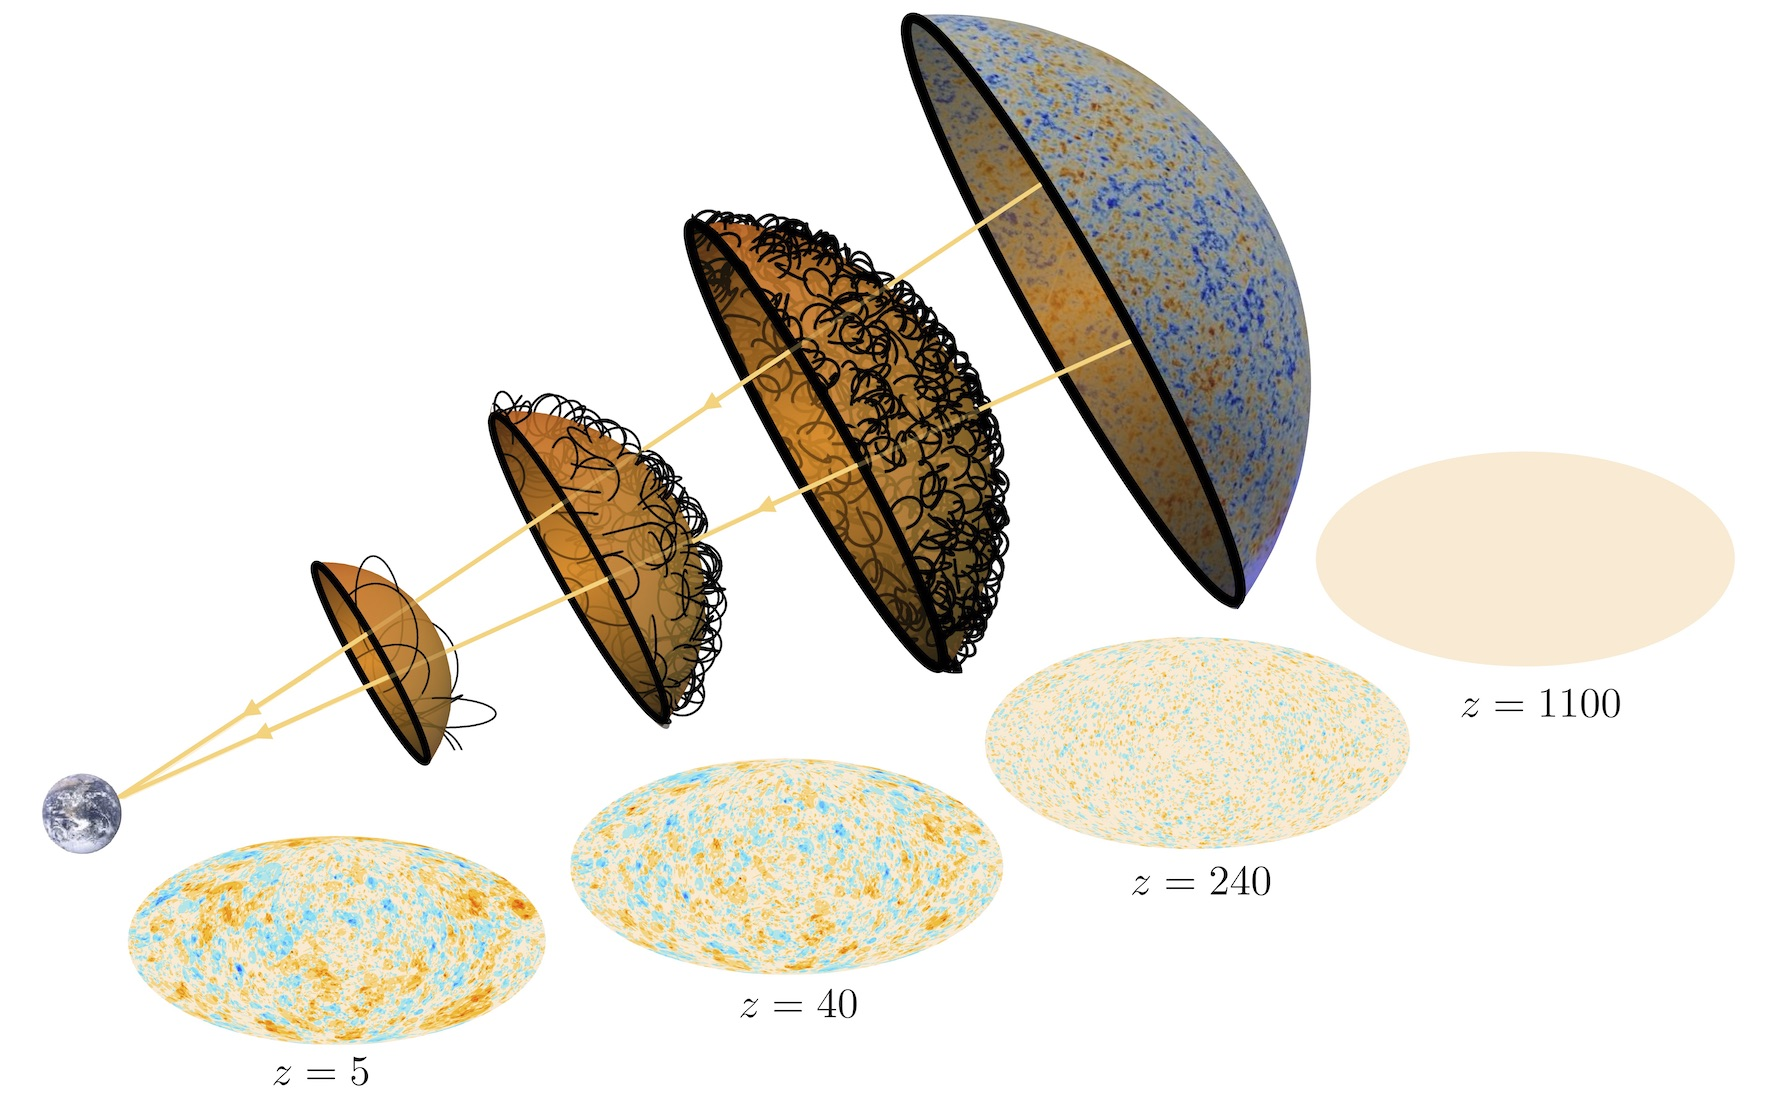 z = 1100
z = 240
z = 40
z = 5